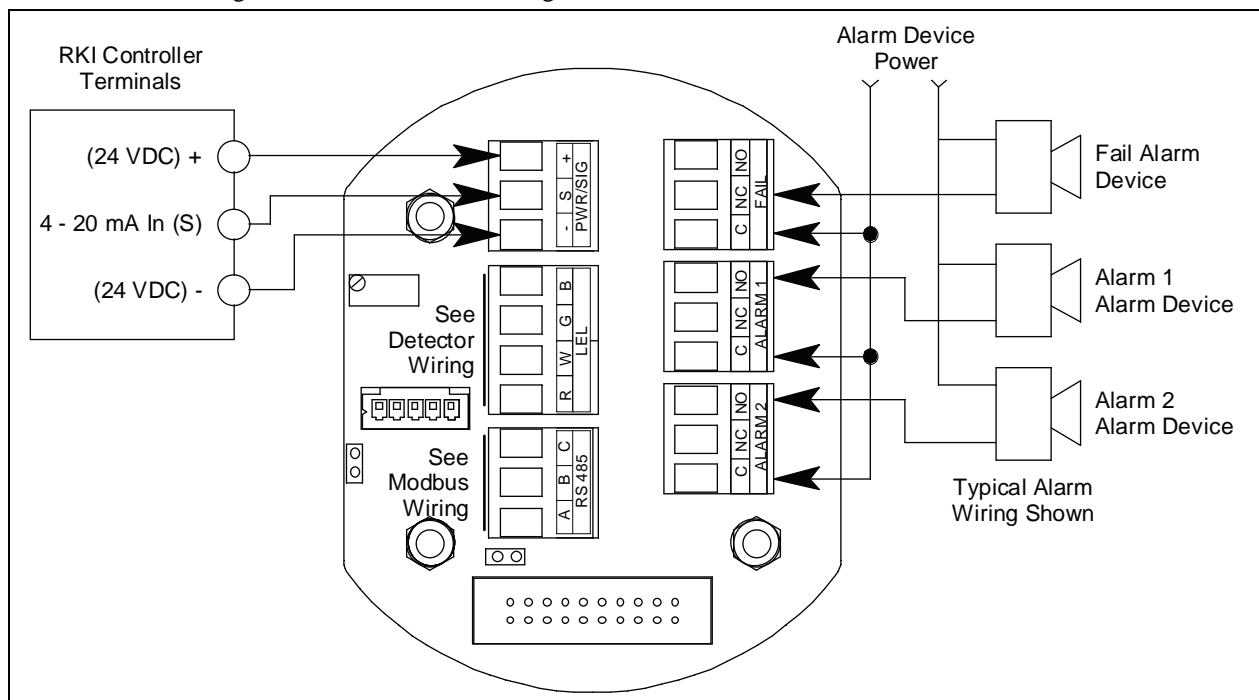 RKI Controller
Terminals
(24 VDC) +
4 - 20 mA In (S)
(24 VDC) -
+
S
-
PWR/SIG
B
G
W
R
LEL
C
B
A
RS 485
See
Detector
Wiring
See
Modbus
Wiring
NO
NC
C
FAIL
NO
NC
C
ALARM 1
NO
NC
C
ALARM 2
Alarm Device
Power
Fail Alarm
Device
Alarm 1
Alarm Device
Alarm 2
Alarm Device
Typical Alarm
Wiring Shown